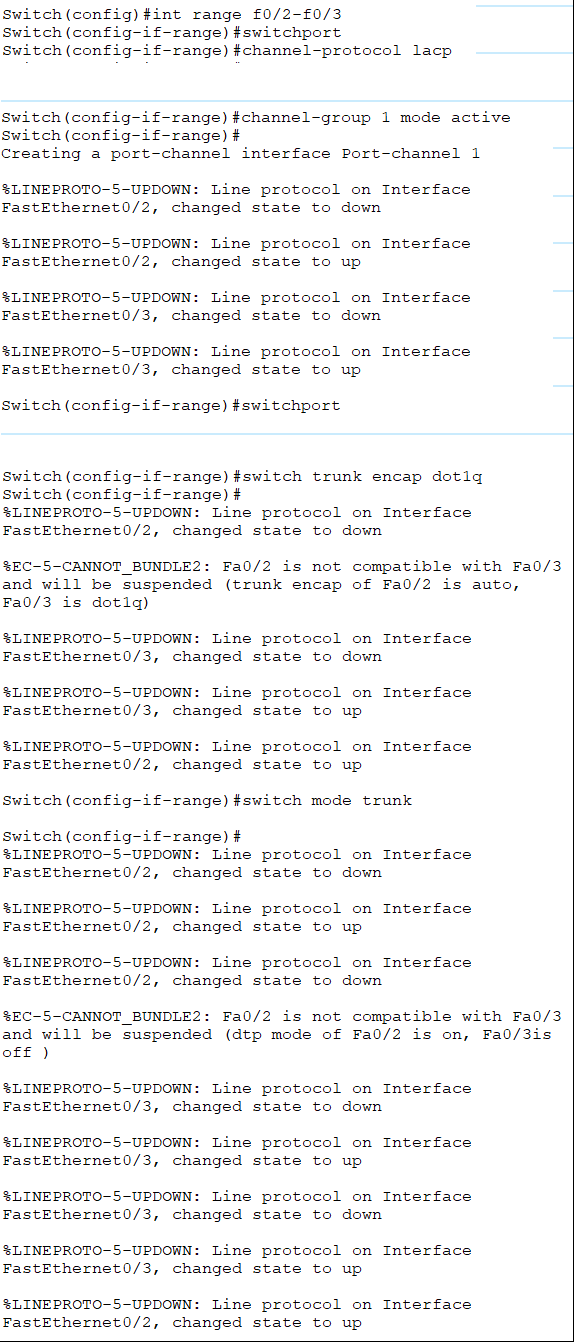 Switch(config)#int range f0/2-f0/3
Switch(config-if-range)#switchport
Switch(config-if-range)#channel-protocol lacp
Switch(config-if-range)#channel-group 1 mode active
Switch(config-if-range)#
Creating a port-channel interface Port-channel 1
%LINEPROTO-5-UPDOWN: Line protocol on Interface
FastEthernet0/2, changed state to down
%LINEPROTO-5-UPDOWN: Line protocol on Interface
FastEthernet0/2, changed state to up
%LINEPROTO-5-UPDOWN: Line protocol on Interface
FastEthernet0/3, changed state to down
%LINEPROTO-5-UPDOWN: Line protocol on Interface
FastEthernet0/3, changed state to up
Switch(config-if-range)#switchport
Switch(config-if-range)#switch trunk encap dot1q
Switch(config-if-range)#
%LINEPROTO-5-UPDOWN: Line protocol on Interface
FastEthernet0/2, changed state to down
%EC-5-CANNOT_BUNDLE2: Fa0/2 is not compatible with Fa0/3
and will be suspended (trunk encap of Fa0/2 is auto,
Fa0/3 is dot1q)
%LINEPROTO-5-UPDOWN: Line protocol on Interface
FastEthernet0/3, changed state to down
%LINEPROTO-5-UPDOWN: Line protocol on Interface
FastEthernet0/3, changed state to up
%LINEPROTO-5-UPDOWN: Line protocol on Interface
FastEthernet0/2, changed state to up
Switch(config-if-range)#switch mode trunk
Switch(config-if-range)#
%LINEPROTO-5-UPDOWN: Line protocol on Interface
FastEthernet0/2, changed state to down
%LINEPROTO-5-UPDOWN: Line protocol on Interface
FastEthernet0/2, changed state to up
%LINEPROTO-5-UPDOWN: Line protocol on Interface
FastEthernet0/2, changed state to down
%EC-5-CANNOT_BUNDLE2: Fa0/2 is not compatible with Fa0/3
and will be suspended (dtp mode of Fa0/2 is on, Fa0/3is
off )
%LINEPROTO-5-UPDOWN: Line protocol on Interface
FastEthernet0/3, changed state to down
%LINEPROTO-5-UPDOWN: Line protocol on Interface
FastEthernet0/3, changed state to up
%LINEPROTO-5-UPDOWN: Line protocol on Interface
FastEthernet0/3, changed state to down
%LINEPROTO-5-UPDOWN: Line protocol on Interface
FastEthernet0/3, changed state to up
%LINEPROTO-5-UPDOWN: Line protocol on Interface
FastEthernet0/2, changed state to up